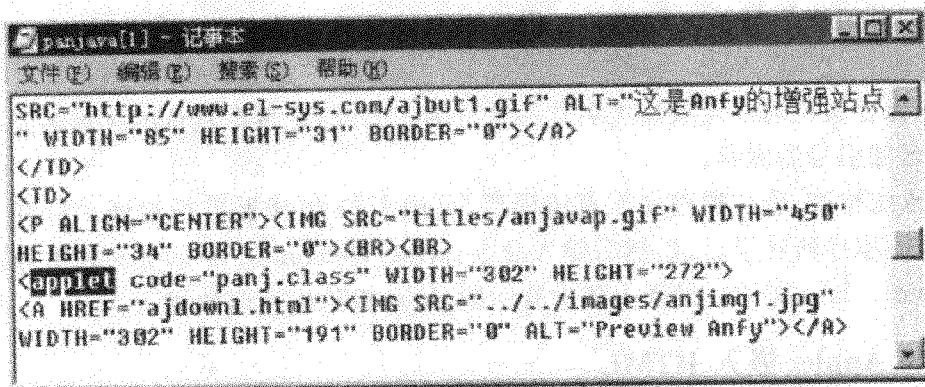 panjava[1] - 记事本
文件(F) 编辑(E) 搜索(S) 帮助(H)
SRC="http://www.el-sys.com/ajbut1.gif" ALT="这是Anfy的增强站点
" WIDTH="85" HEIGHT="31" BORDER="0"></A>
</TD>
<TD>
<P ALIGN="CENTER"><IMG SRC="titles/anjavap.gif" WIDTH="450"
HEIGHT="34" BORDER="0"><BR><BR>
<applet code="panj.class" WIDTH="302" HEIGHT="272">
<A HREF="ajdownl.html"><IMG SRC="../../images/anjimg1.jpg"
WIDTH="302" HEIGHT="191" BORDER="0" ALT="Preview Anfy"></A>